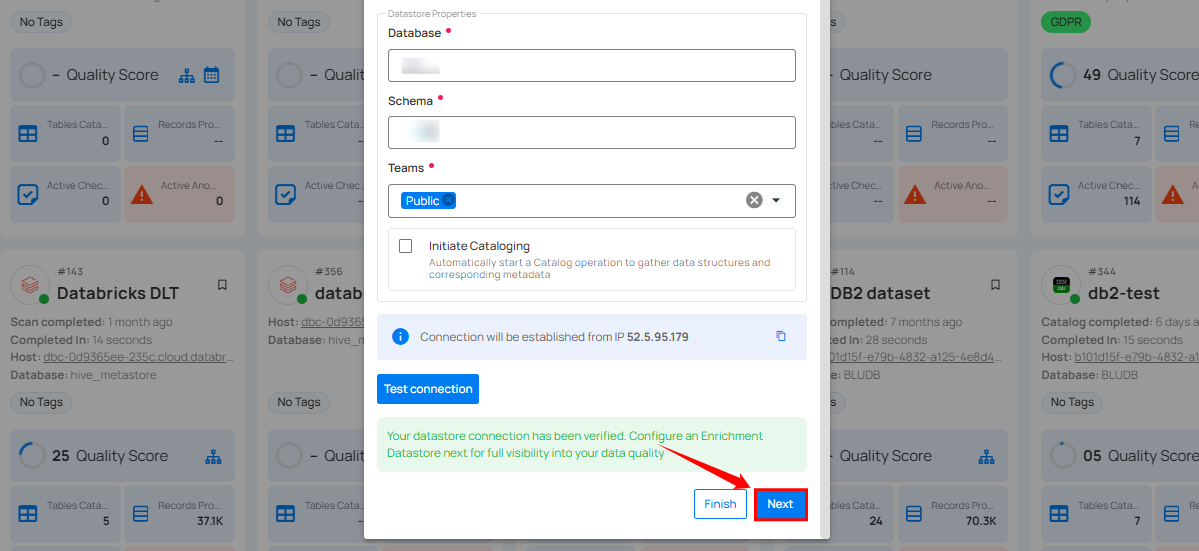 No Tags
No Tags
GDPR
– Quality Score
– Qualit
Quality Score
49 Quality Score
Tables Cata...
0
Records Pro...
--
Tables Cata
Cata...
--
Records Pro...
--
Tables Cata...
7
Records
Active Chec...
0
Active Ano...
0
Active Chec
Chec...
--
Active Ano...
--
Active Chec...
114
Active
Datastore Properties
Database
Schema
Teams
Public
Initiate Cataloging
Automatically start a Catalog operation to gather data structures and
corresponding metadata
Connection will be established from IP 52.5.95.179
Test connection
Your datastore connection has been verified. Configure an Enrichment
Datastore next for full visibility into your data quality
Finish
Next
#143
Databricks DLT
Scan completed: 1 month ago
Completed In: 14 seconds
Host: dbc-0d9365ee-235c.cloud.databr...
Database: hive_metastore
No Tags
25 Quality Score
Tables Cata...
5
Records Pro...
37.1K
#356
datab
Host: dbc-0d9365
Database: hive_m
No Tags
– Qualit
Tables Cata
#114
DB2 dataset
mpleted: 7 months ago
In: 28 seconds
101d15f-e79b-4832-a125-4e8d4...
: BLUDB
s
Quality Score
Cata...
24
Records Pro...
70.3K
#344
db2-test
Catalog completed: 6 days a
Completed In: 15 seconds
Host: b101d15f-e79b-4832-a1
Database: BLUDB
No Tags
05 Quality Score
Tables Cata...
7
Records